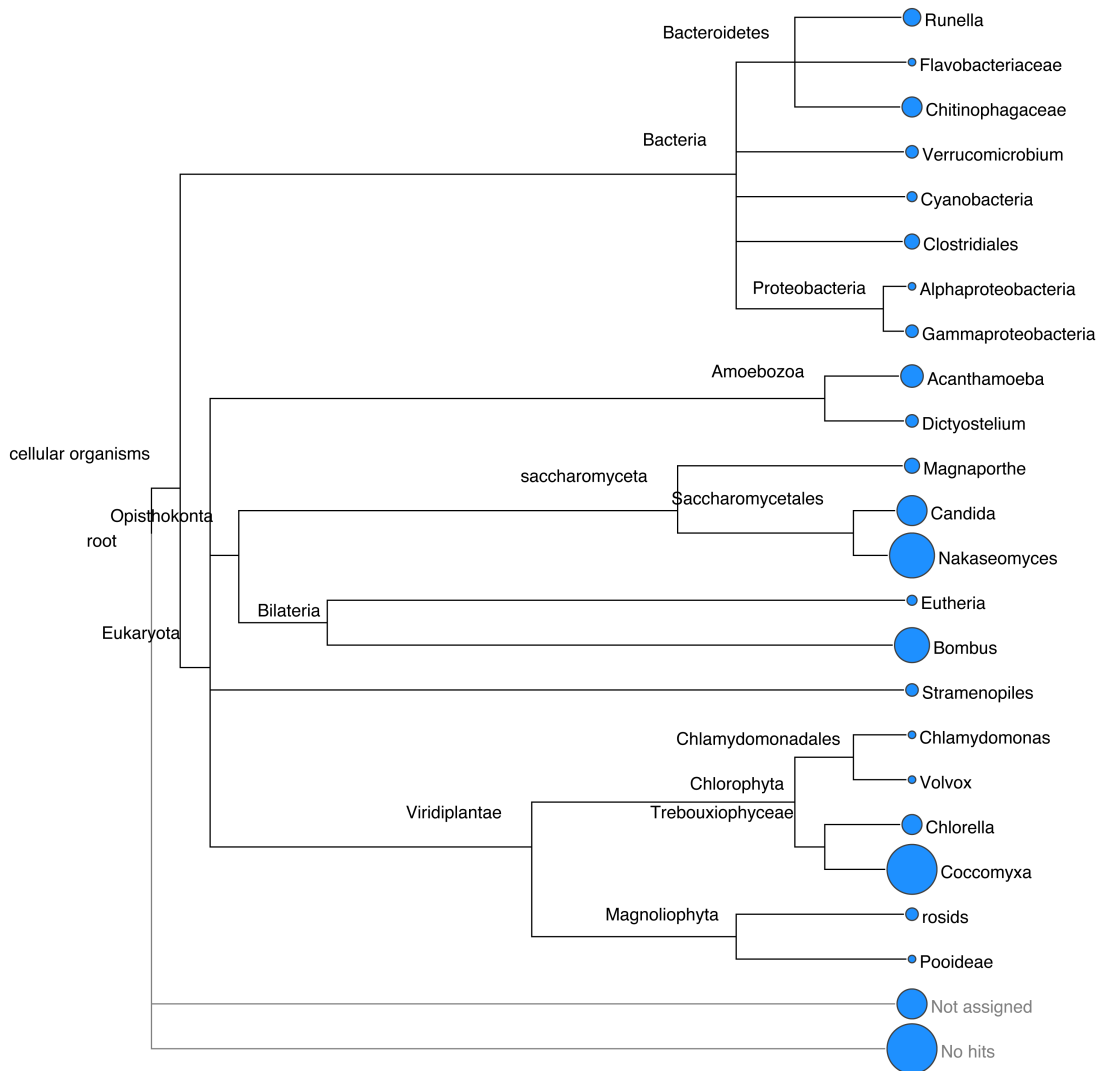 Runella
Bacteroidetes
Flavobacteriaceae
Chitinophagaceae
Bacteria
Verrucomicrobium
Cyanobacteria
Clostridiales
Proteobacteria
Alphaproteobacteria
Gammaproteobacteria
Amoebozoa
Acanthamoeba
Dictyostelium
cellular organisms
Magnaporthe
saccharomyceta
Saccharomycetales
Opisthokonta
Candida
root
Nakaseomyces
Eutheria
Bilateria
Eukaryota
Bombus
Stramenopiles
Chlamydomonadales
Chlamydomonas
Chlorophyta
Volvox
Viridiplantae
Trebouxiophyceae
Chlorella
Coccomyxa
Magnoliophyta
rosids
Pooideae
Not assigned
No hits